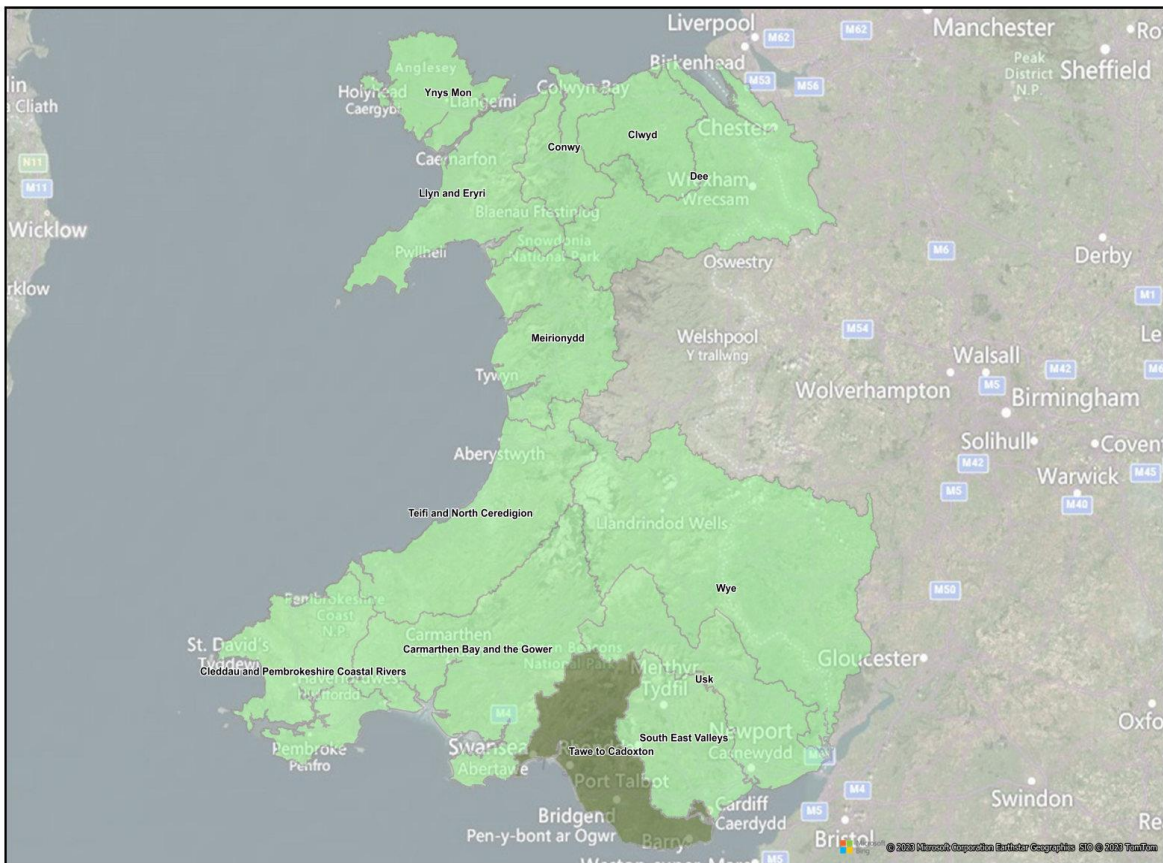 Liverpool
M62
M62
Manchester
Ro
Birkenhead
Peak
District
N.P.
Sheffield
Anglesey
Ynys Mon
Holyhead
Caergybi
Llangefni
Colwyn Bay
M53
M56
lin
a Cliath
Conwy
Clwyd
Chester
N11
M11
Caernarfon
Dee
Wrexham
Wrecsam
Llyn and Eryri
Blaenau Ffestiniog
Wicklow
Pwllheli
Snowdonia
National Park
Oswestry
M6
Derby
rklow
M1
Meirionydd
Welshpool
Y trallwng
M54
Le
Tywyn
Walsall
M42
M6
Wolverhampton
M5
Birmingham
Aberystwyth
Solihull
Covent
M42
Warwick
M45
M5
M40
Teifi and North Ceredigion
Llandrindod Wells
Wye
M50
Pembrokeshire
Coast
N.P.
St. David's
Tyddewi
Carmarthen
Carmarthen Bay and the Gower
Beacons
National Park
Gloucester
Cleddau and Pembrokeshire Coastal Rivers
Merthyr
Tydfil
Usk
M4
Oxfo
Pembroke
Penfro
Swansea
Abertawe
Tawe to Cadoxton
South East Valleys
Newport
Casnewydd
Port Talbot
Swindon
Bridgend
Pen-y-bont ar Ogwr
Cardiff
Caerdydd
M4
M5
Barry
Bristol
Re
Microsoft
Bing
© 2023 Microsoft Corporation Earthstar Geographics SIO © 2023 TomTom
M5